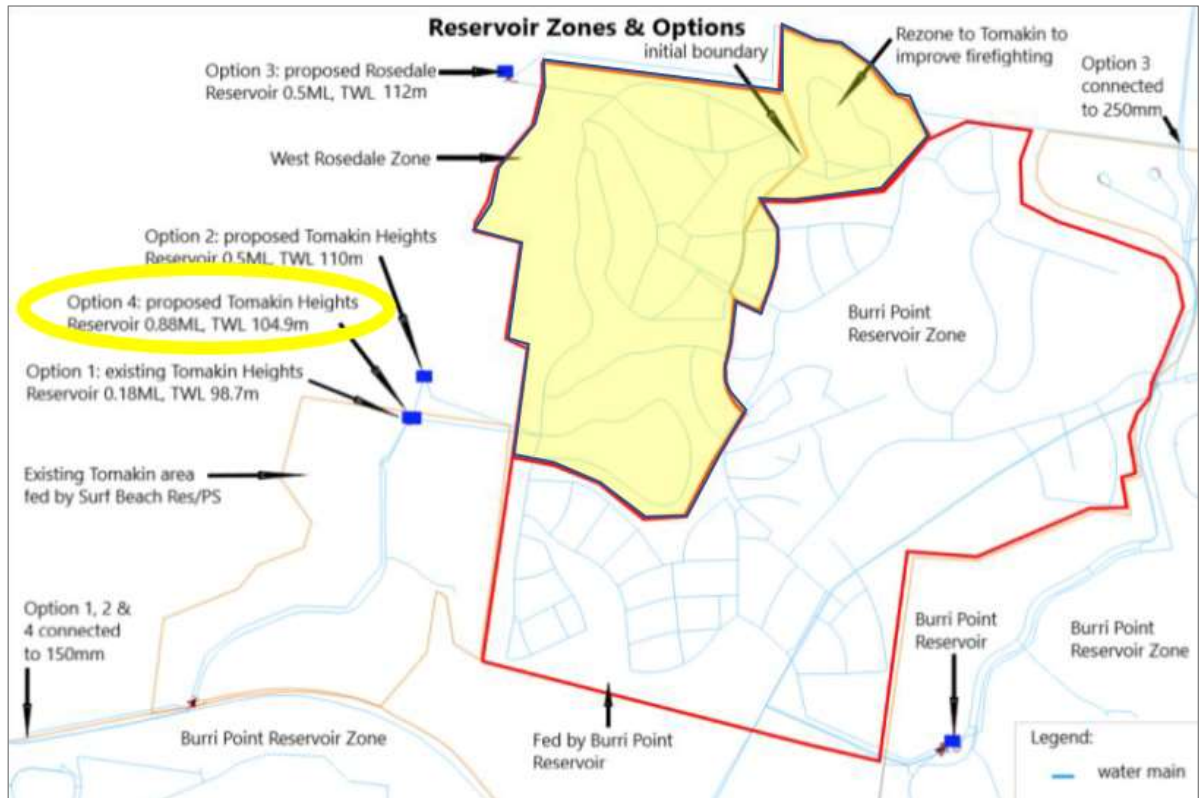 Reservoir Zones & Options
initial boundary
Rezone to Tomakin to
improve firefighting
Option 3
connected
to 250mm
Option 3: proposed Rosedale
Reservoir 0.5ML, TWL 112m
West Rosedale Zone
Option 2: proposed Tomakin Heights
Reservoir 0.5ML, TWL 110m
Option 4: proposed Tomakin Heights
Reservoir 0.88ML, TWL 104.9m
Option 1: existing Tomakin Heights
Reservoir 0.18ML, TWL 98.7m
Burri Point
Reservoir Zone
Existing Tomakin area
fed by Surf Beach Res/PS
Option 1, 2 &
4 connected
to 150mm
Burri Point
Reservoir
Burri Point
Reservoir Zone
Burri Point Reservoir Zone
Fed by Burri Point
Reservoir
Legend:
water main